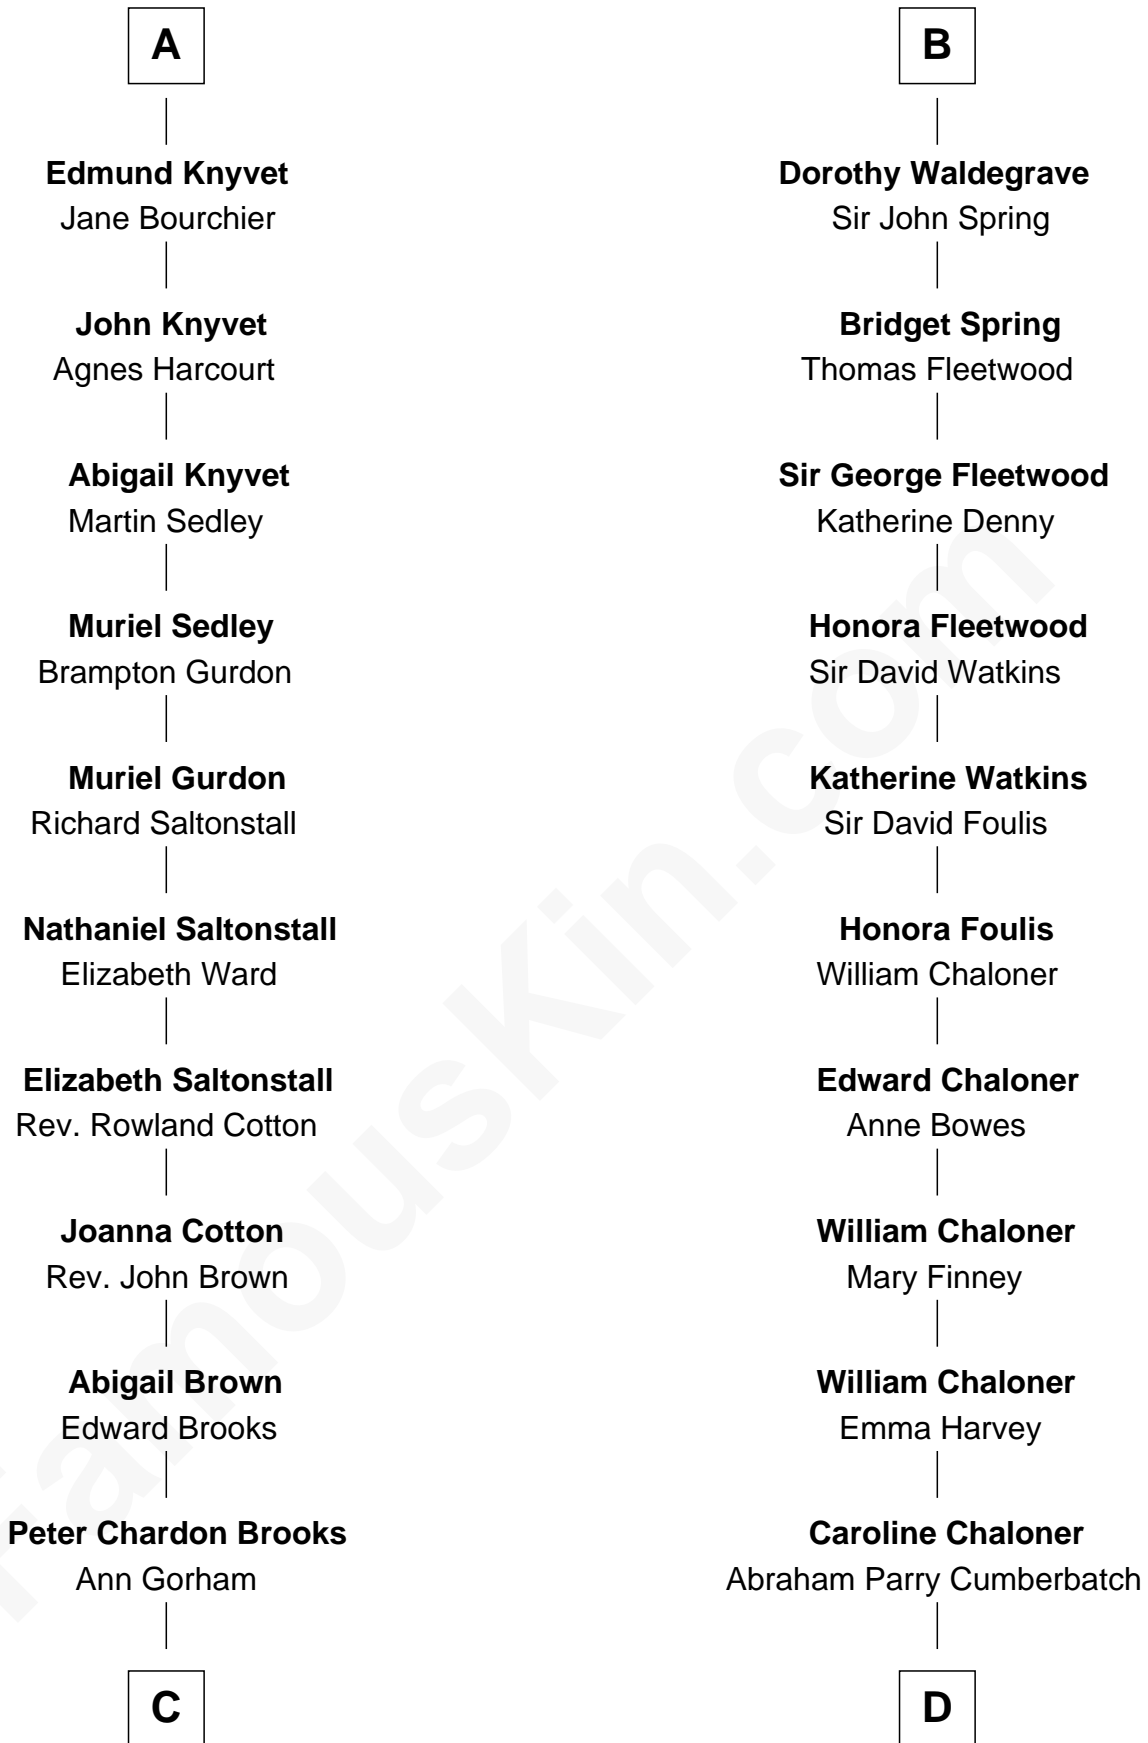 A
Edmund Knyvet
Jane Bourchier
John Knyvet
Agnes Harcourt
Abigail Knyvet
Martin Sedley
Muriel Sedley
Brampton Gurdon
Muriel Gurdon
Richard Saltonstall
Nathaniel Saltonstall
Elizabeth Ward
Elizabeth Saltonstall
Rev. Rowland Cotton
Joanna Cotton
Rev. John Brown
Abigail Brown
Edward Brooks
Peter Chardon Brooks
Ann Gorham
C
B
Dorothy Waldegrave
Sir John Spring
Bridget Spring
Thomas Fleetwood
Sir George Fleetwood
Katherine Denny
Honora Fleetwood
Sir David Watkins
Katherine Watkins
Sir David Foulis
Honora Foulis
William Chaloner
Edward Chaloner
Anne Bowes
William Chaloner
Mary Finney
William Chaloner
Emma Harvey
Caroline Chaloner
Abraham Parry Cumberbatch
D
FamousKin.com